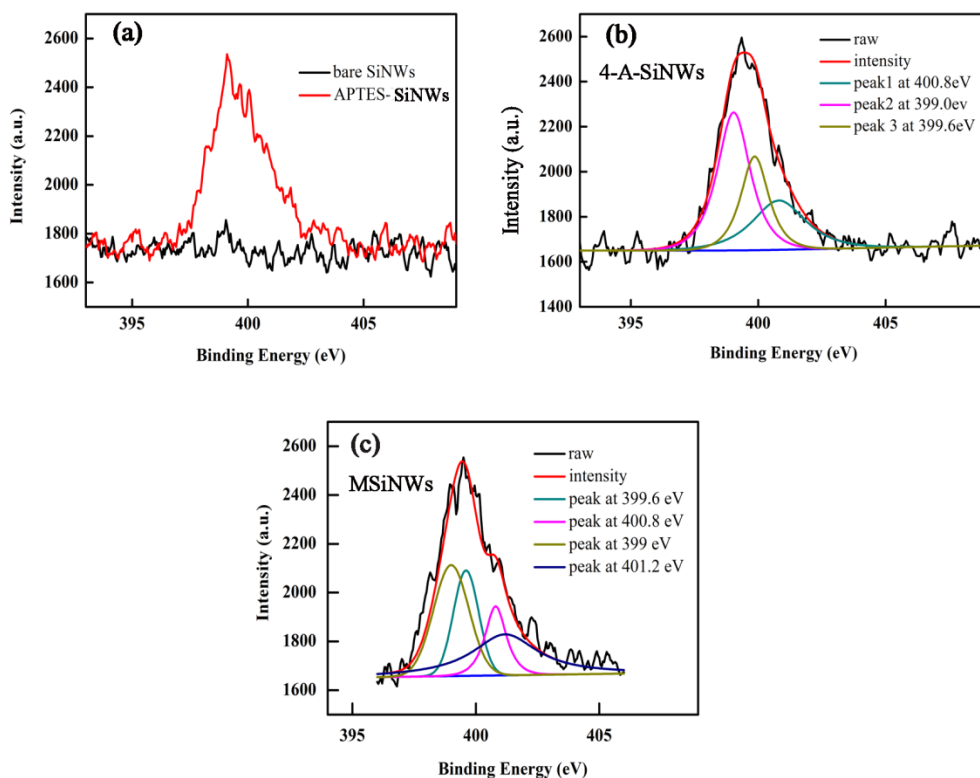 (a)
bare SiNWs
APTES-SiNWs
2600
2400
2200
2000
1800
1600
395
400
405
Intensity (a.u.)
Binding Energy (eV)
(b)
4-A-SiNWs
raw
intensity
peak1 at 400.8eV
peak2 at 399.0ev
peak 3 at 399.6eV
2600
2400
2200
2000
1800
1600
1400
395
400
405
Intensity (a.u.)
Binding Energy (eV)
(c)
MSiNWs
raw
intensity
peak at 399.6 eV
peak at 400.8 eV
peak at 399 eV
peak at 401.2 eV
2600
2400
2200
2000
1800
1600
395
400
405
Intensity (a.u.)
Binding Energy (eV)